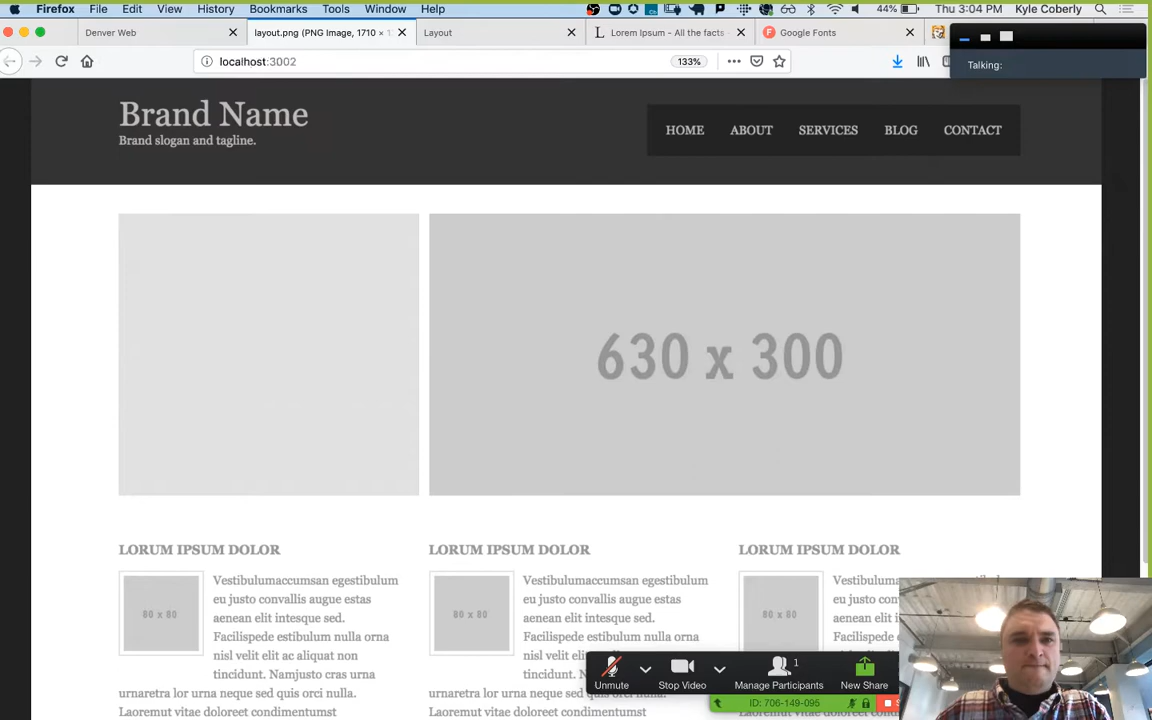 Firefox File Edit View History Bookmarks Tools Window Help 44% Thu 3:04 PM Kyle Coberly
Denver Web layout.png (PNG Image, 1710 × 1 Layout Lorem Ipsum - All the facts Google Fonts
localhost:3002 133%
Talking:
Brand Name
Brand slogan and tagline.
HOME ABOUT SERVICES BLOG CONTACT
630 x 300
LORUM IPSUM DOLOR LORUM IPSUM DOLOR LORUM IPSUM DOLOR
80 x 80
Vestibulumaccumsan egestibulum
eu justo convallis augue estas
aenean elit intesque sed.
Facilispede estibulum nulla orna
nisl velit elit ac aliquat non
tincidunt. Namjusto cras urna
urnaretra lor urna neque sed quis orci nulla.
Laoremut vitae doloreet condimentumst
80 x 80
Vestibulumaccumsan egestibulum
eu justo convallis augue estas
aenean elit intesque sed.
Facilispede estibulum nulla orna
urnaretra lor
Laoremut vitae doloreet condimentumst
80 x 80
Vestibulumaccumsan
eu justo
aenean
Unmute Stop Video Manage Participants 1 New Share
ID: 706-149-095